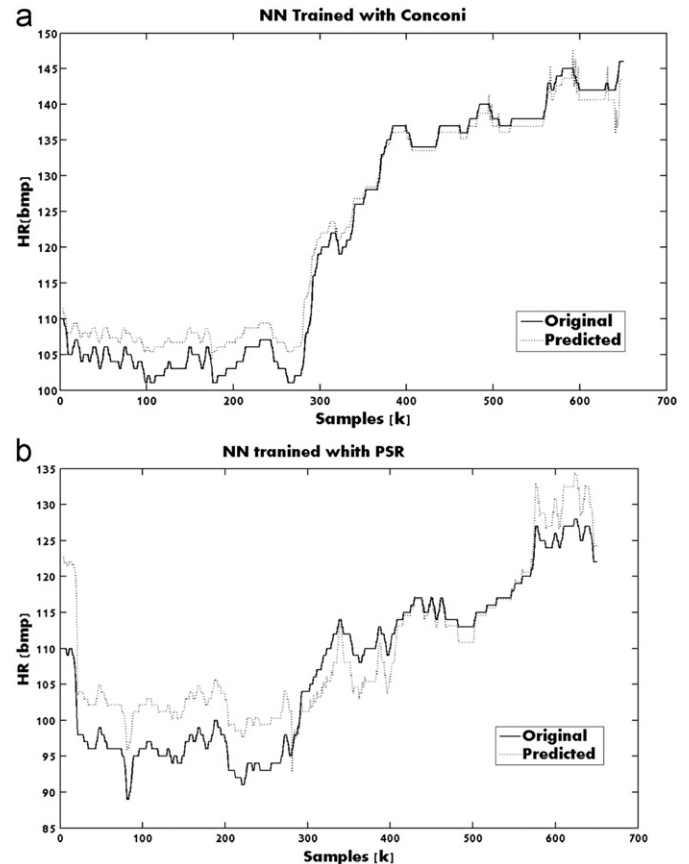 a
NN Trained with Conconi
150
145
140
135
130
125
120
115
110
105
100
HR(bmp)
Original
Predicted
0 100 200 300 400 500 600 700
Samples [k]
b
NN tranined whith PSR
135
130
125
120
115
110
105
100
95
90
85
HR (bmp)
Original
Predicted
0 100 200 300 400 500 600 700
Samples [k]